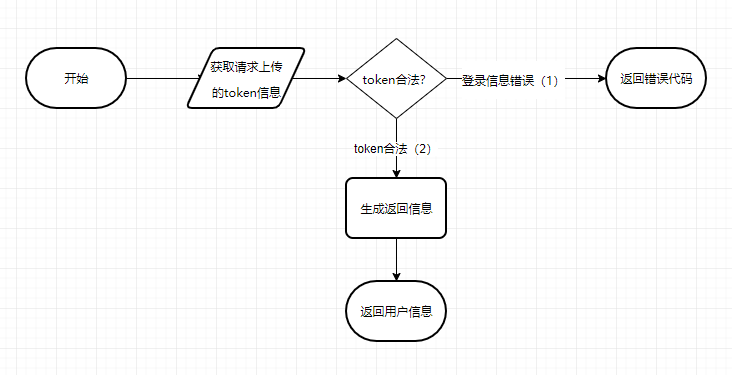 开始
获取请求上传
的token信息
token合法?
登录信息错误（1）
返回错误代码
token合法（2）
生成返回信息
返回用户信息